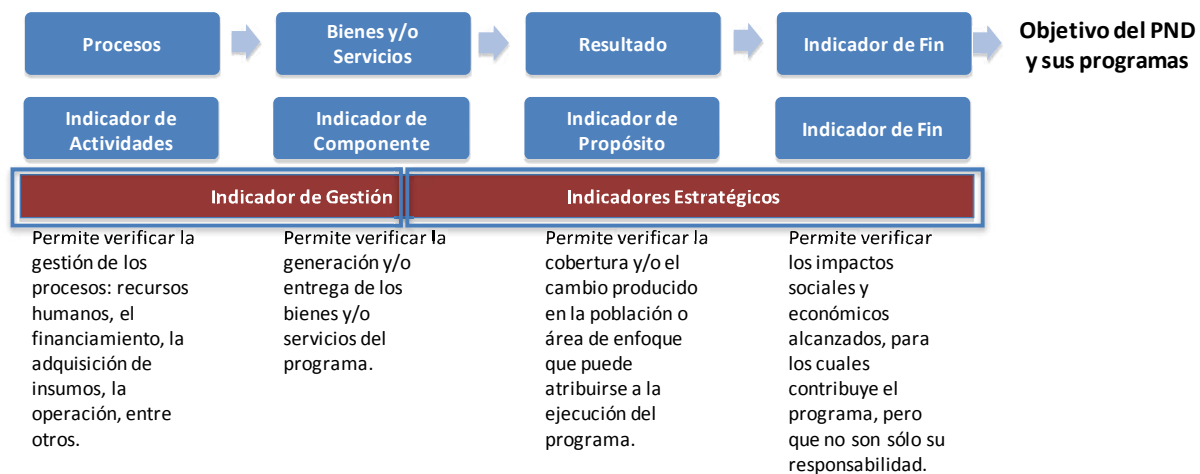 Procesos
Bienes y/o
Servicios
Resultado
Indicador de Fin
Objetivo del PND
y sus programas
Indicador de
Actividades
Indicador de
Componente
Indicador de
Propósito
Indicador de Fin
Indicador de Gestión
Indicadores Estratégicos
Permite verificar la
gestión de los
procesos: recursos
humanos, el
financiamiento, la
adquisición de
insumos, la
operación, entre
otros.
Permite verificar la
generación y/o
entrega de los
bienes y/o
servicios del
programa.
Permite verificar la
cobertura y/o el
cambio producido
en la población o
área de enfoque
que puede
atribuirse a la
ejecución del
programa.
Permite verificar
los impactos
sociales y
económicos
alcanzados, para
los cuales
contribuye el
programa, pero
que no son sólo su
responsabilidad.